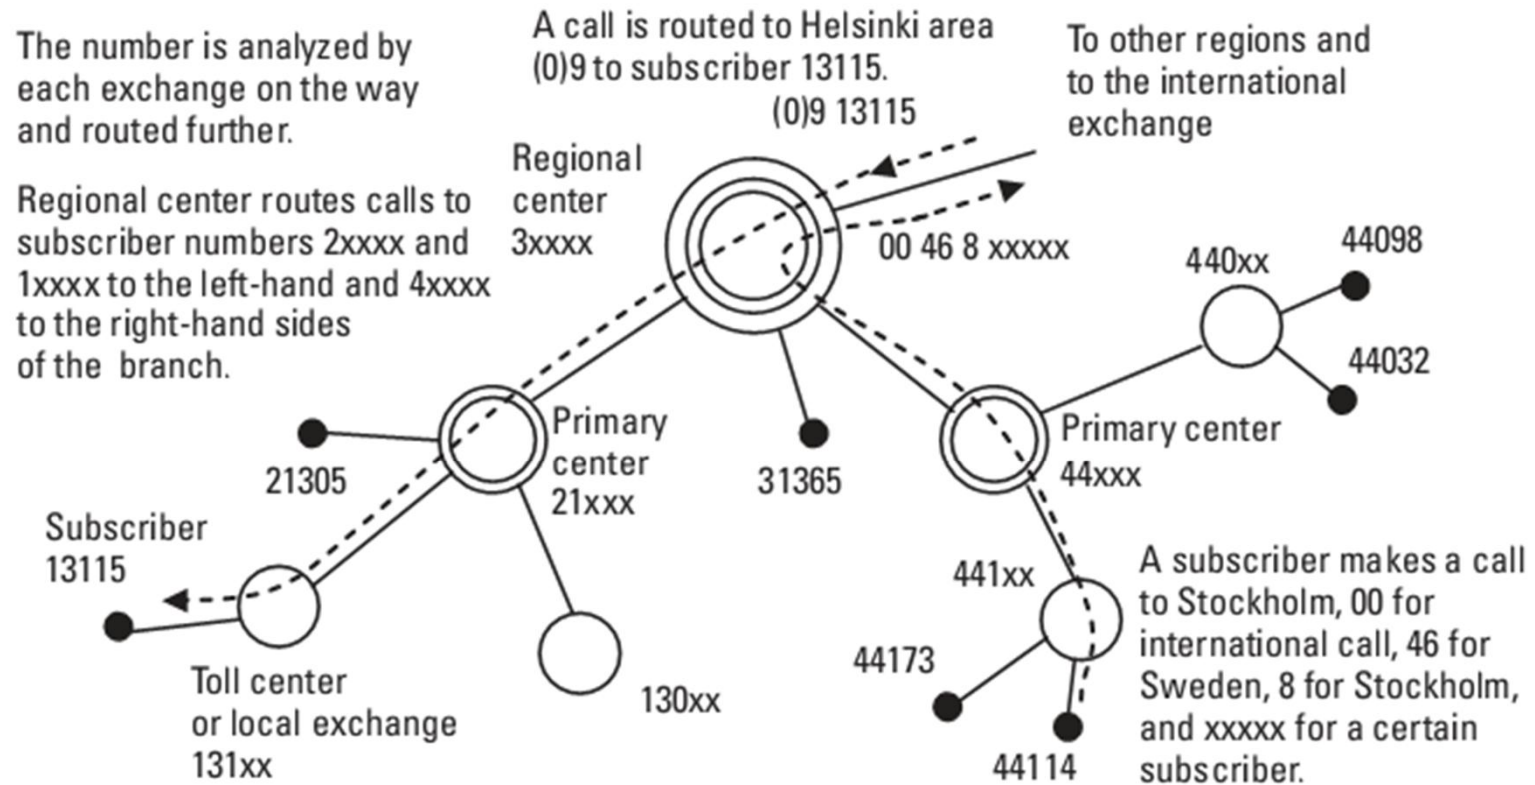 The number is analyzed by
each exchange on the way
and routed further.
A call is routed to Helsinki area
(0)9 to subscriber 13115.
(0)9 13115
To other regions and
to the international
exchange
Regional center routes calls to
subscriber numbers 2xxxx and
1xxxx to the left-hand and 4xxxx
to the right-hand sides
of the branch.
Regional
center
3xxxx
00 46 8 xxxxx
440xx
44098
44032
21305
Primary
center
21xxx
31365
Primary center
44xxx
Subscriber
13115
Toll center
or local exchange
131xx
130xx
441xx
44173
44114
A subscriber makes a call
to Stockholm, 00 for
international call, 46 for
Sweden, 8 for Stockholm,
and xxxxx for a certain
subscriber.